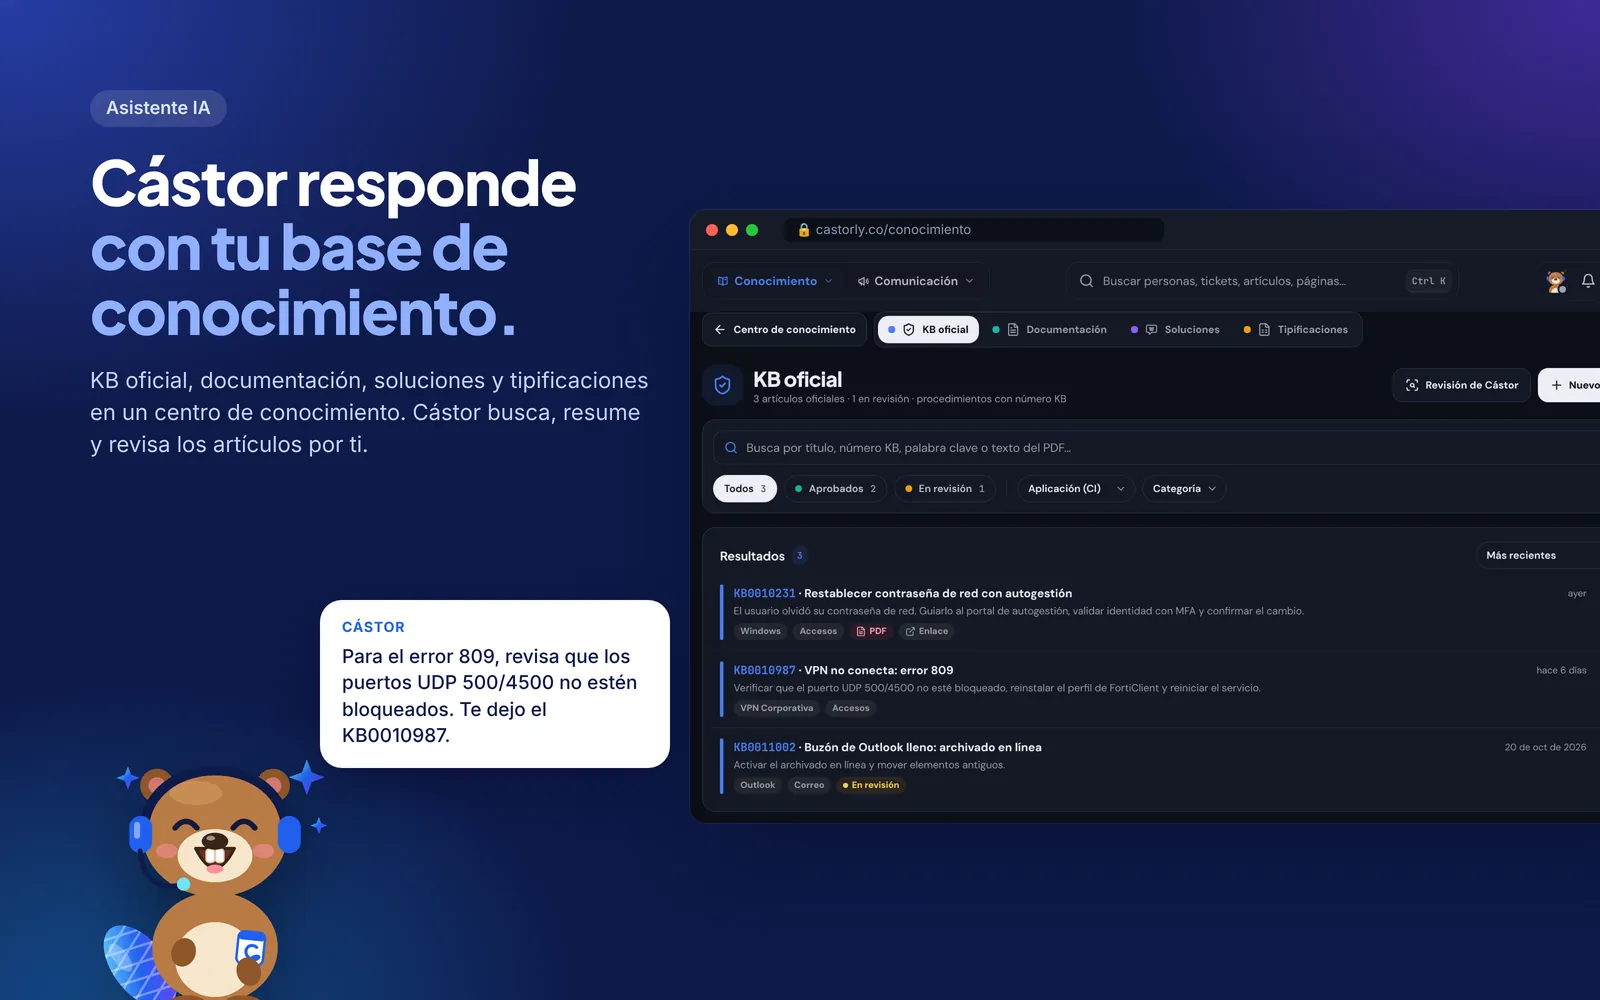 Asistente IA
Cástor responde
con tu base de
conocimiento.
KB oficial, documentación, soluciones y tipificaciones
en un centro de conocimiento. Cástor busca, resume
y revisa los artículos por ti.
CÁSTOR
Para el error 809, revisa que los
puertos UDP 500/4500 no estén
bloqueados. Te dejo el
KB0010987.
C
castorly.co/conocimiento
Conocimiento Comunicación Buscar personas, tickets, artículos, páginas... Ctrl K
Centro de conocimiento KB oficial Documentación Soluciones Tipificaciones
KB oficial
3 artículos oficiales · 1 en revisión · procedimientos con número KB
Revisión de Cástor Nuevo
Busca por título, número KB, palabra clave o texto del PDF...
Todos 3 Aprobados 2 En revisión 1 Aplicación (CI) Categoría
Resultados 3 Más recientes
KB0010231 · Restablecer contraseña de red con autogestión ayer
El usuario olvidó su contraseña de red. Guiarlo al portal de autogestión, validar identidad con MFA y confirmar el cambio.
Windows Accesos PDF Enlace
KB0010987 · VPN no conecta: error 809 hace 6 días
Verificar que el puerto UDP 500/4500 no esté bloqueado, reinstalar el perfil de FortiClient y reiniciar el servicio.
VPN Corporativa Accesos
KB0011002 · Buzón de Outlook lleno: archivado en línea 20 de oct de 2026
Activar el archivado en línea y mover elementos antiguos.
Outlook Correo En revisión